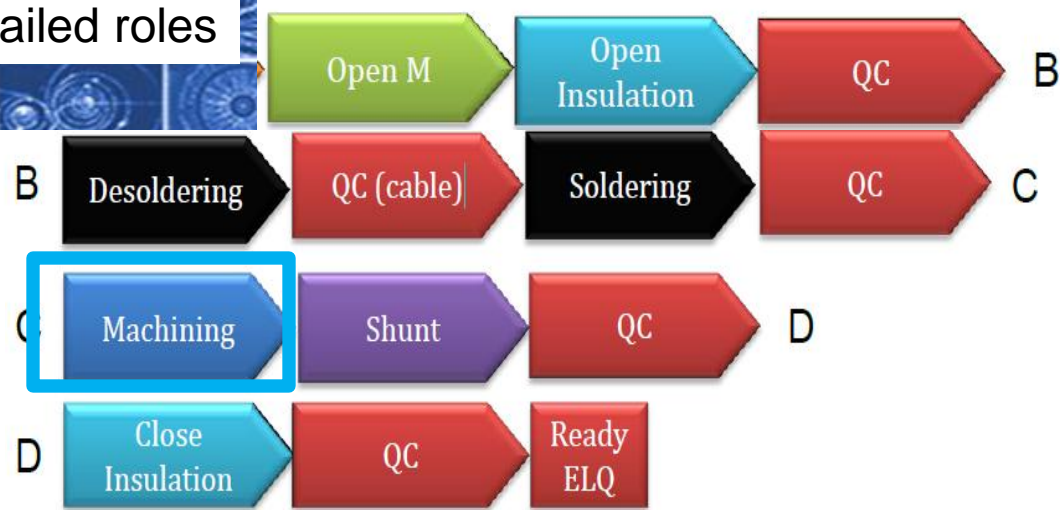 ailed roles
Open M
Open
Insulation
QC
B
B
Desoldering
QC (cable)
Soldering
QC
C
Machining
Shunt
QC
D
D
Close
Insulation
QC
Ready
ELQ